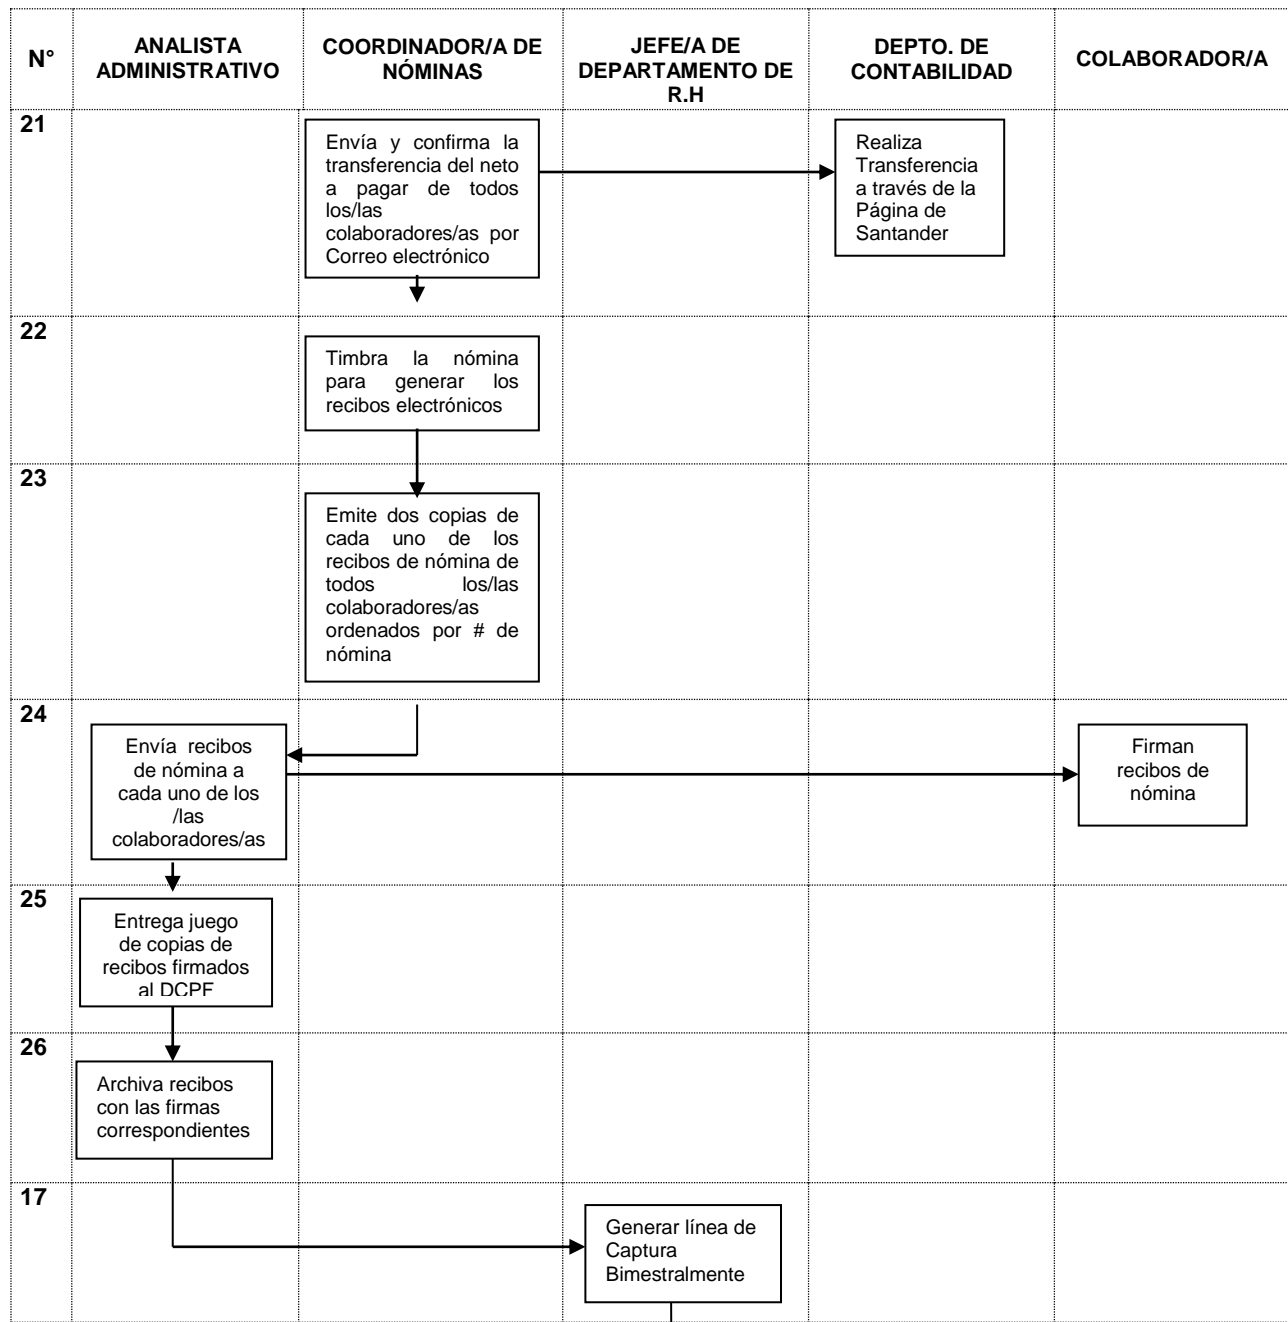 N°
ANALISTA
ADMINISTRATIVO
COORDINADOR/A DE
NÓMINAS
JEFE/A DE
DEPARTAMENTO DE
R.H
DEPTO. DE
CONTABILIDAD
COLABORADOR/A
21
Envía y confirma la
transferencia del neto
a pagar de todos
los/las
colaboradores/as por
Correo electrónico
Realiza
Transferencia
a través de la
Página de
Santander
22
Timbra la nómina
para generar los
recibos electrónicos
23
Emite dos copias de
cada uno de los
recibos de nómina de
todos los/las
colaboradores/as
ordenados por # de
nómina
24
Envía recibos
de nómina a
cada uno de los
/las
colaboradores/as
Firman
recibos de
nómina
25
Entrega juego
de copias de
recibos firmados
al DCPF
26
Archiva recibos
con las firmas
correspondientes
17
Generar línea de
Captura
Bimestralmente